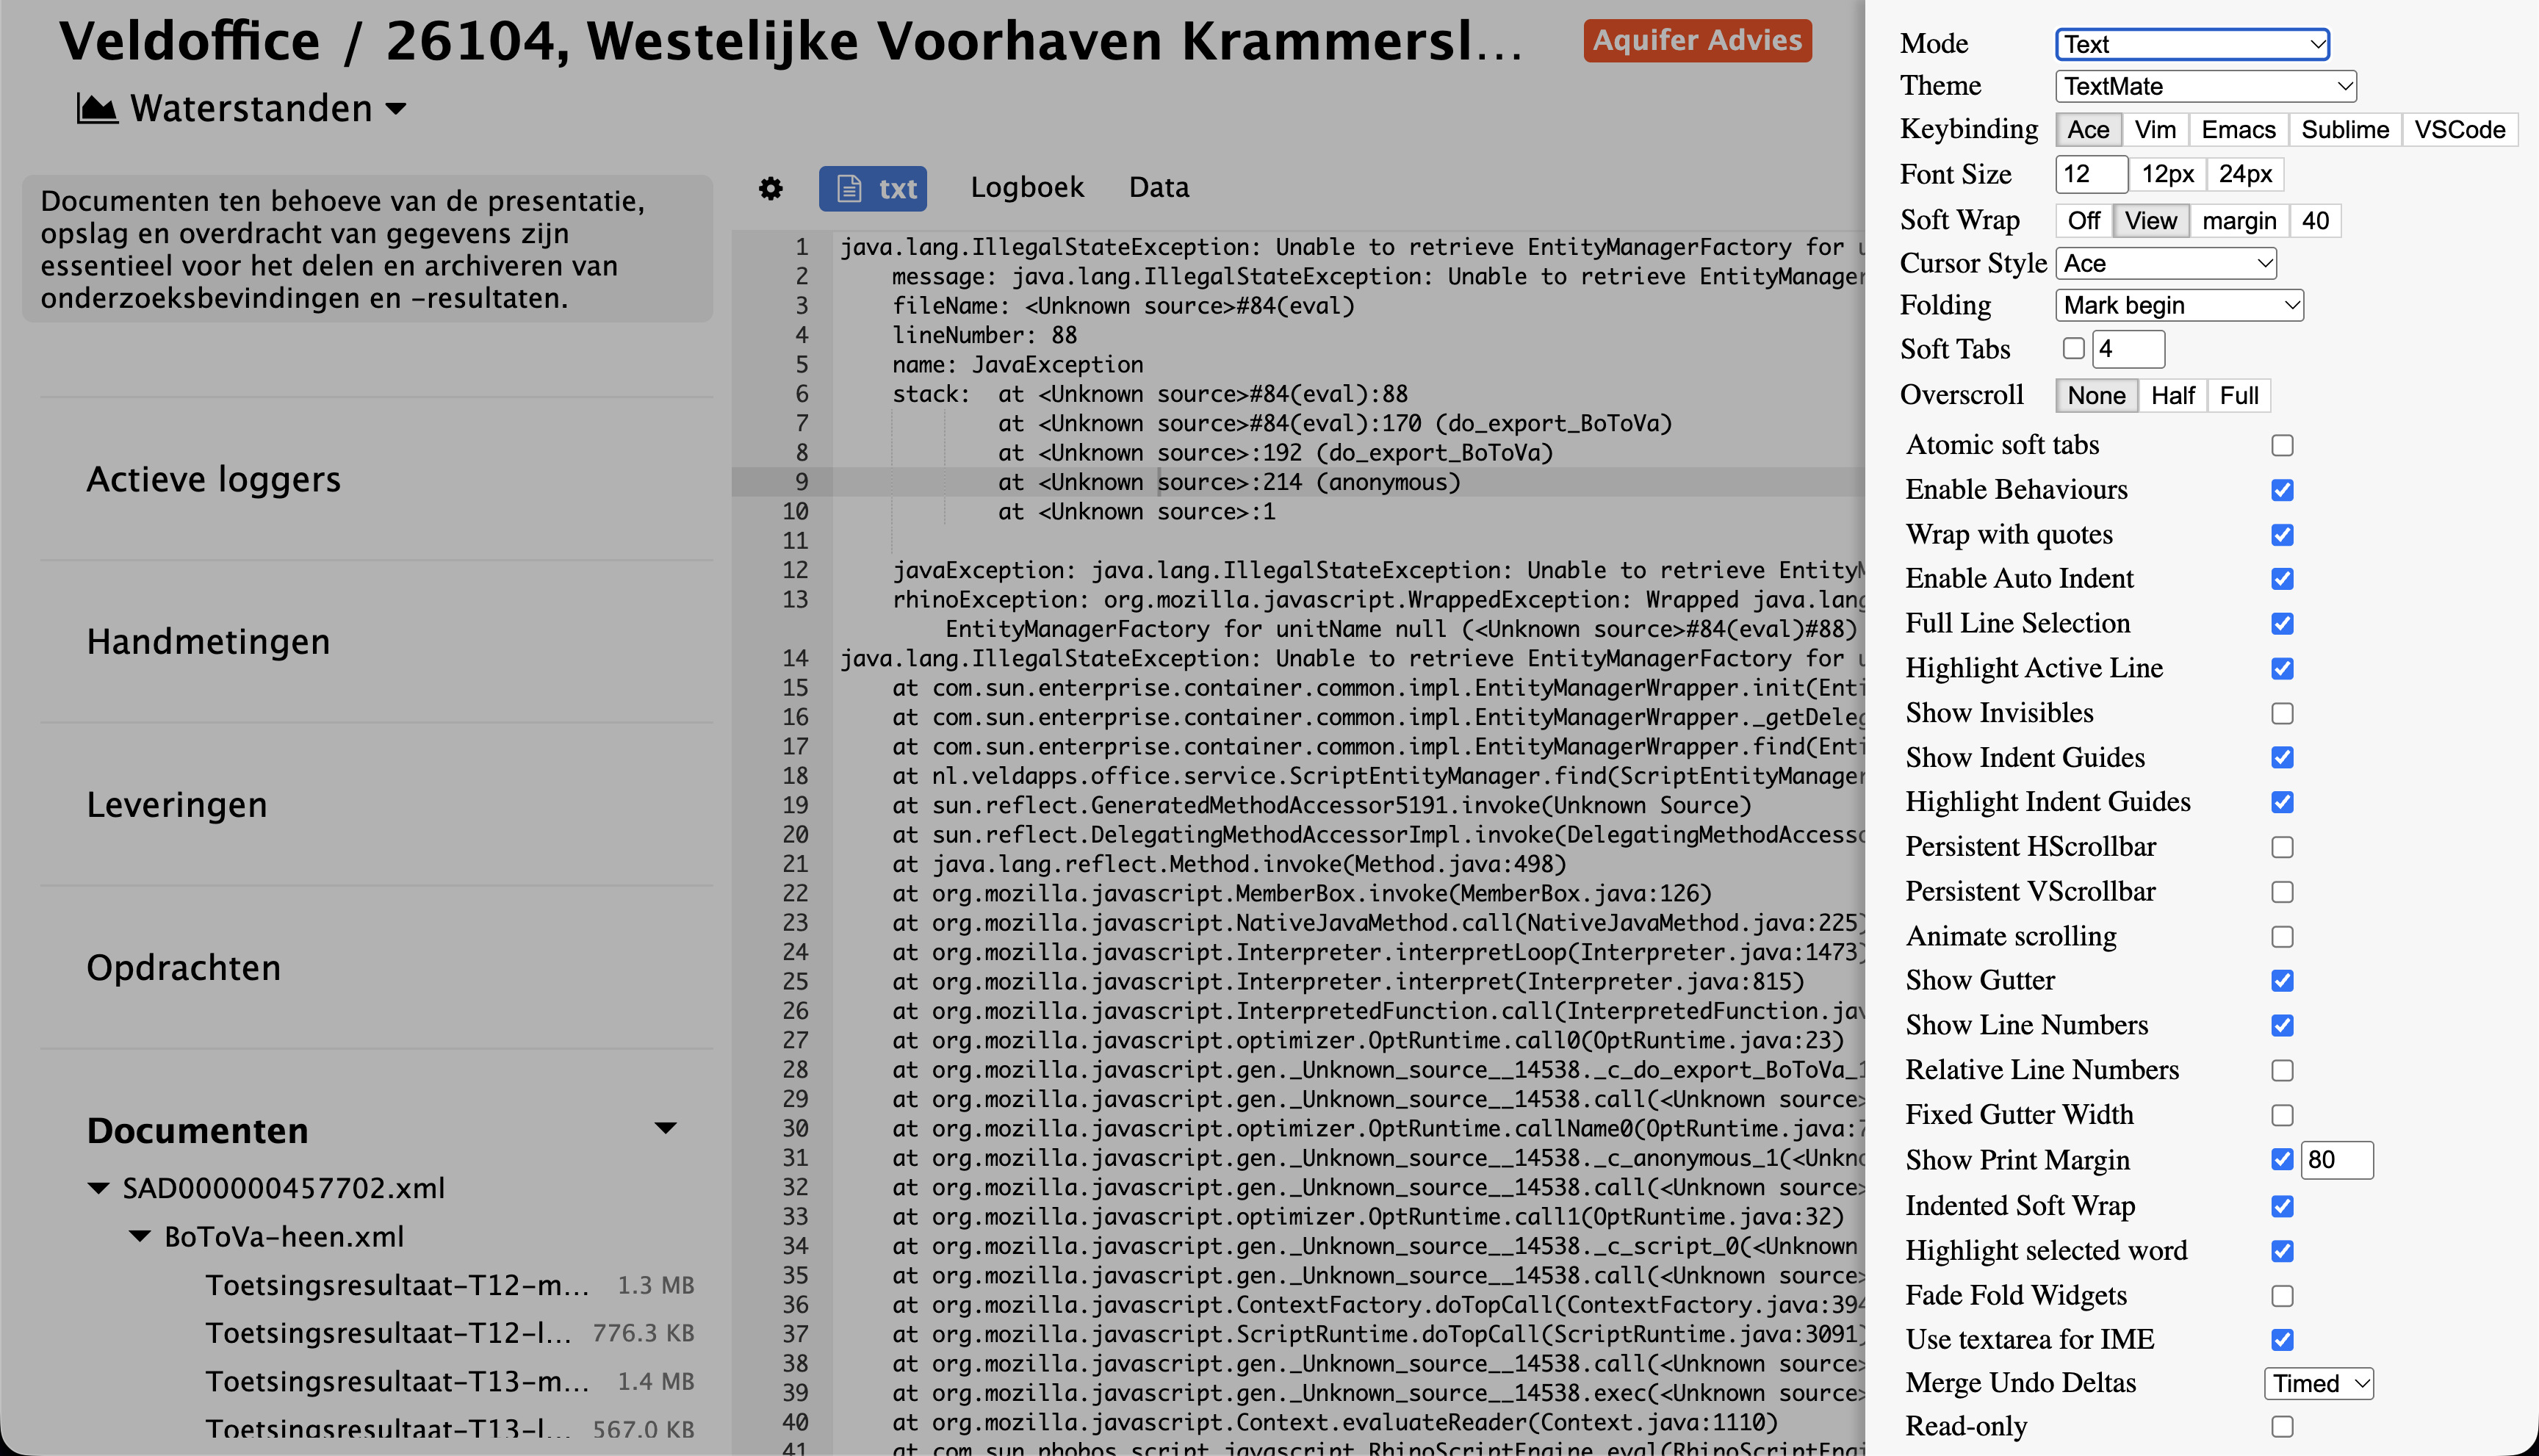 Veldoffice / 26104, Westelijke Voorhaven Krammersl...
Aquifer Advies
Waterstanden
Documenten ten behoeve van de presentatie,
opslag en overdracht van gegevens zijn
essentieel voor het delen en archiveren van
onderzoeksbevindingen en -resultaten.
Actieve loggers
Handmetingen
Leveringen
Opdrachten
Documenten
SAD000000457702.xml
BoToVa-heen.xml
Toetsingsresultaat-T12-m... 1.3 MB
Toetsingsresultaat-T12-l... 776.3 KB
Toetsingsresultaat-T13-m... 1.4 MB
Toetsingsresultaat-T13-l... 567.0 KB
txt Logboek Data
1 java.lang.IllegalStateException: Unable to retrieve EntityManagerFactory for
2 message: java.lang.IllegalStateException: Unable to retrieve EntityManager
3 fileName: <Unknown source>#84(eval)
4 lineNumber: 88
5 name: JavaException
6 stack: at <Unknown source>#84(eval):88
7 at <Unknown source>#84(eval):170 (do_export_BoToVa)
8 at <Unknown source>:192 (do_export_BoToVa)
9 at <Unknown source>:214 (anonymous)
10 at <Unknown source>:1
11
12 javaException: java.lang.IllegalStateException: Unable to retrieve Entity
13 rhinoException: org.mozilla.javascript.WrappedException: Wrapped java.lang
EntityManagerFactory for unitName null (<Unknown source>#84(eval)#88)
14 java.lang.IllegalStateException: Unable to retrieve EntityManagerFactory for
15 at com.sun.enterprise.container.common.impl.EntityManagerWrapper.init(Enti
16 at com.sun.enterprise.container.common.impl.EntityManagerWrapper._getDeleg
17 at com.sun.enterprise.container.common.impl.EntityManagerWrapper.find(Enti
18 at nl.veldapps.office.service.ScriptEntityManager.find(ScriptEntityManager
19 at sun.reflect.GeneratedMethodAccessor5191.invoke(Unknown Source)
20 at sun.reflect.DelegatingMethodAccessorImpl.invoke(DelegatingMethodAccesso
21 at java.lang.reflect.Method.invoke(Method.java:498)
22 at org.mozilla.javascript.MemberBox.invoke(MemberBox.java:126)
23 at org.mozilla.javascript.NativeJavaMethod.call(NativeJavaMethod.java:225)
24 at org.mozilla.javascript.Interpreter.interpretLoop(Interpreter.java:1473)
25 at org.mozilla.javascript.Interpreter.interpret(Interpreter.java:815)
26 at org.mozilla.javascript.InterpretedFunction.call(InterpretedFunction.jav
27 at org.mozilla.javascript.optimizer.OptRuntime.call0(OptRuntime.java:23)
28 at org.mozilla.javascript.gen._Unknown_source__14538._c_do_export_BoToVa_1
29 at org.mozilla.javascript.gen._Unknown_source__14538.call(<Unknown source>
30 at org.mozilla.javascript.optimizer.OptRuntime.callName0(OptRuntime.java:7
31 at org.mozilla.javascript.gen._Unknown_source__14538._c_anonymous_1(<Unkno
32 at org.mozilla.javascript.gen._Unknown_source__14538.call(<Unknown source>
33 at org.mozilla.javascript.optimizer.OptRuntime.call1(OptRuntime.java:32)
34 at org.mozilla.javascript.gen._Unknown_source__14538._c_script_0(<Unknown
35 at org.mozilla.javascript.gen._Unknown_source__14538.call(<Unknown source>
36 at org.mozilla.javascript.ContextFactory.doTopCall(ContextFactory.java:394
37 at org.mozilla.javascript.ScriptRuntime.doTopCall(ScriptRuntime.java:3091)
38 at org.mozilla.javascript.gen._Unknown_source__14538.call(<Unknown source>
39 at org.mozilla.javascript.gen._Unknown_source__14538.exec(<Unknown source>
40 at org.mozilla.javascript.Context.evaluateReader(Context.java:1110)
41 at com.sun.phobos.script.javascript.RhinoScriptEngine.eval(RhinoScriptEngi
Mode Text
Theme TextMate
Keybinding Ace Vim Emacs Sublime VSCode
Font Size 12 12px 24px
Soft Wrap Off View margin 40
Cursor Style Ace
Folding Mark begin
Soft Tabs 4
Overscroll None Half Full
Atomic soft tabs
Enable Behaviours
Wrap with quotes
Enable Auto Indent
Full Line Selection
Highlight Active Line
Show Invisibles
Show Indent Guides
Highlight Indent Guides
Persistent HScrollbar
Persistent VScrollbar
Animate scrolling
Show Gutter
Show Line Numbers
Relative Line Numbers
Fixed Gutter Width
Show Print Margin 80
Indented Soft Wrap
Highlight selected word
Fade Fold Widgets
Use textarea for IME
Merge Undo Deltas Timed
Read-only